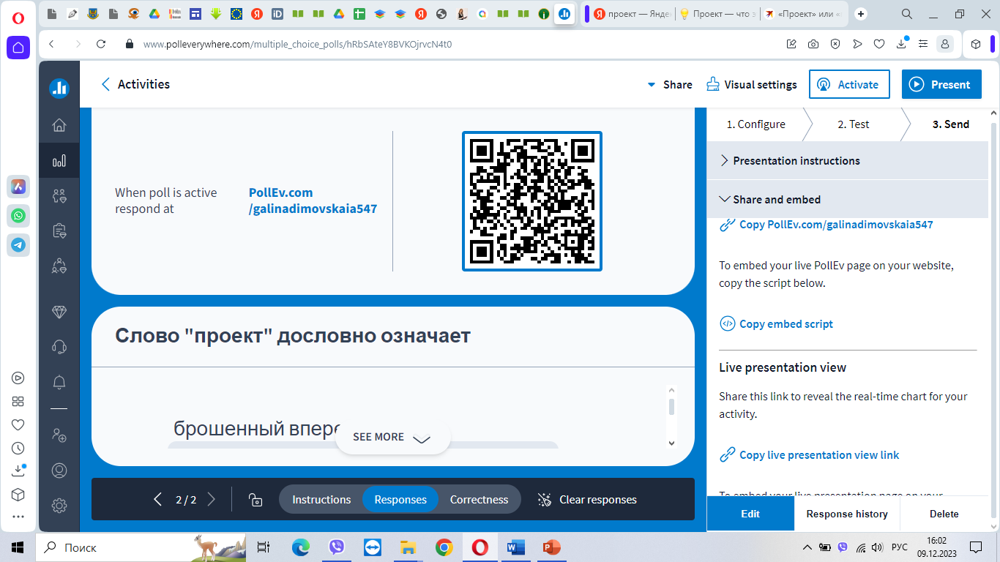 проект — Янде
Проект — что э
«Проект» или «
www.polleverywhere.com/multiple_choice_polls/hRbSAteY8BVKOjrvcN4t0
Activities
Share
Visual settings
Activate
Present
When poll is active
respond at
PollEv.com
/galinadimovskaia547
Слово "проект" дословно означает
брошенный впере
SEE MORE
2 / 2
Instructions
Responses
Correctness
Clear responses
1. Configure
2. Test
3. Send
Presentation instructions
Share and embed
Copy PollEv.com/galinadimovskaia547
To embed your live PollEv page on your website,
copy the script below.
Copy embed script
Live presentation view
Share this link to reveal the real-time chart for your
activity.
Copy live presentation view link
To embed your live presentation page on your
Edit
Response history
Delete
Поиск
РУС
16:02
09.12.2023